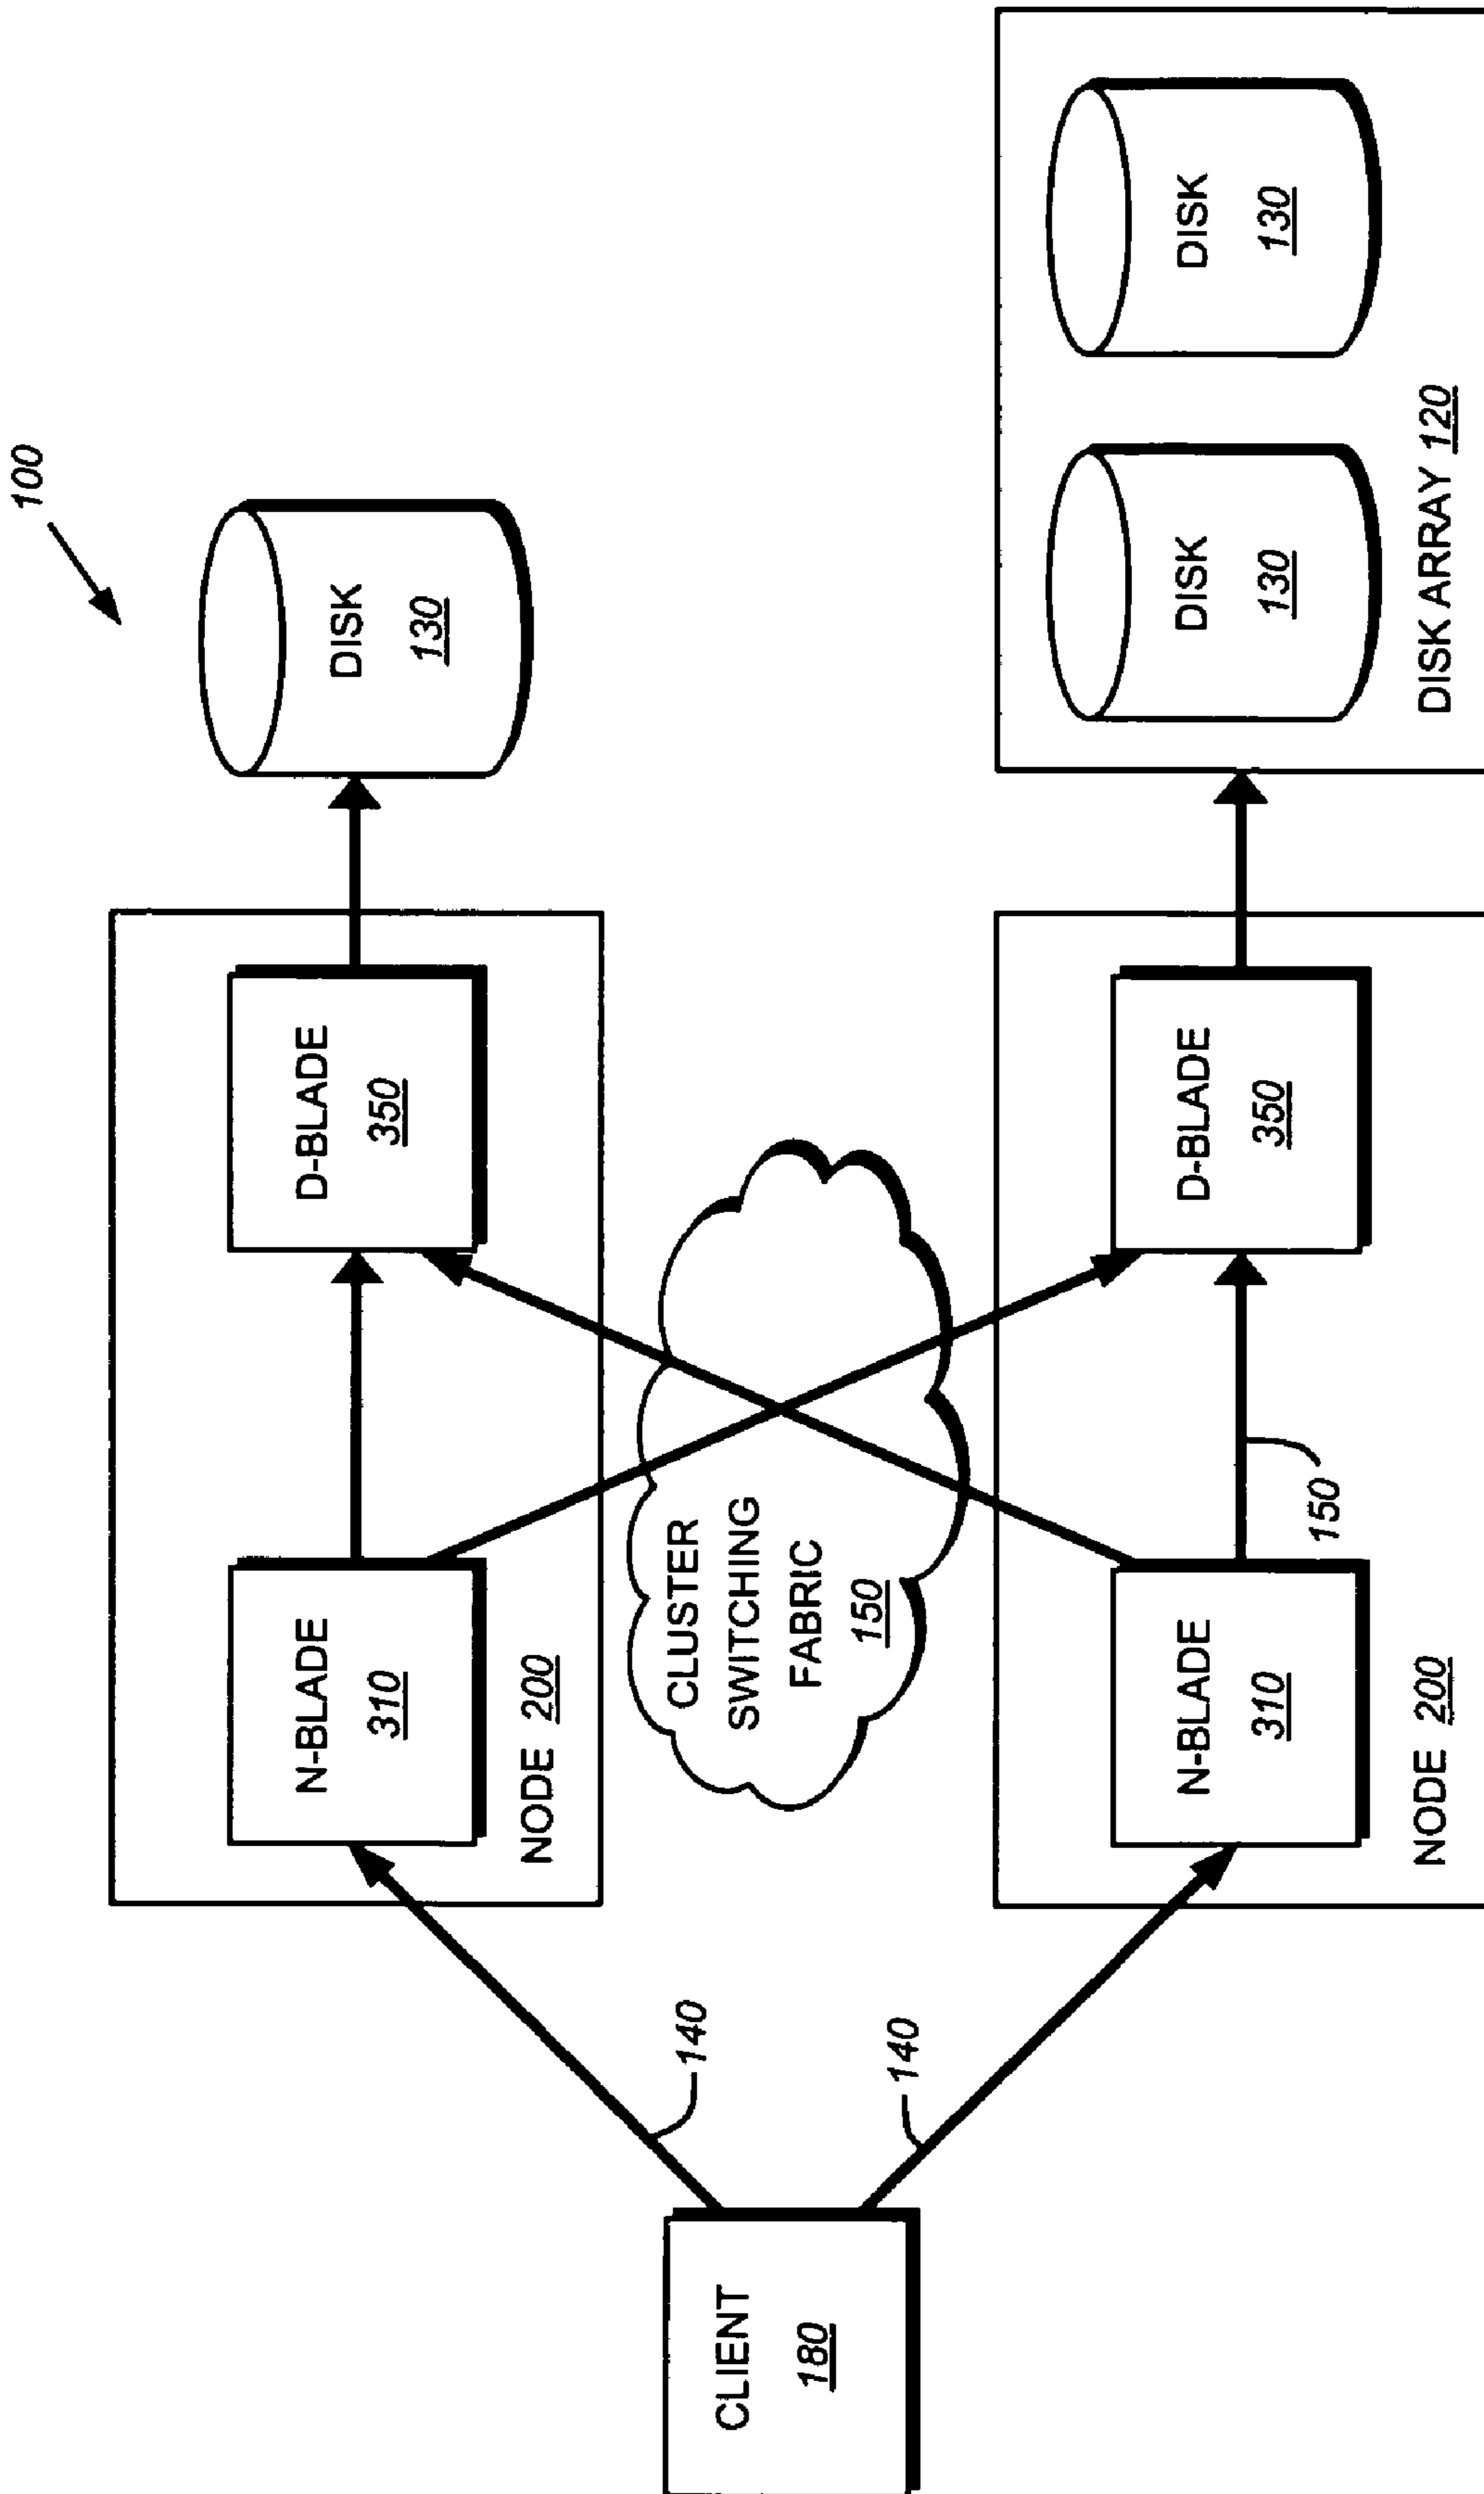 100
N-BLADE
310
D-BLADE
350
DISK
130
NODE 200
140
CLIENT
180
CLUSTER
SWITCHING
FABRIC
150
140
N-BLADE
310
150
D-BLADE
350
DISK
130
DISK
130
NODE 200
DISK ARRAY 120